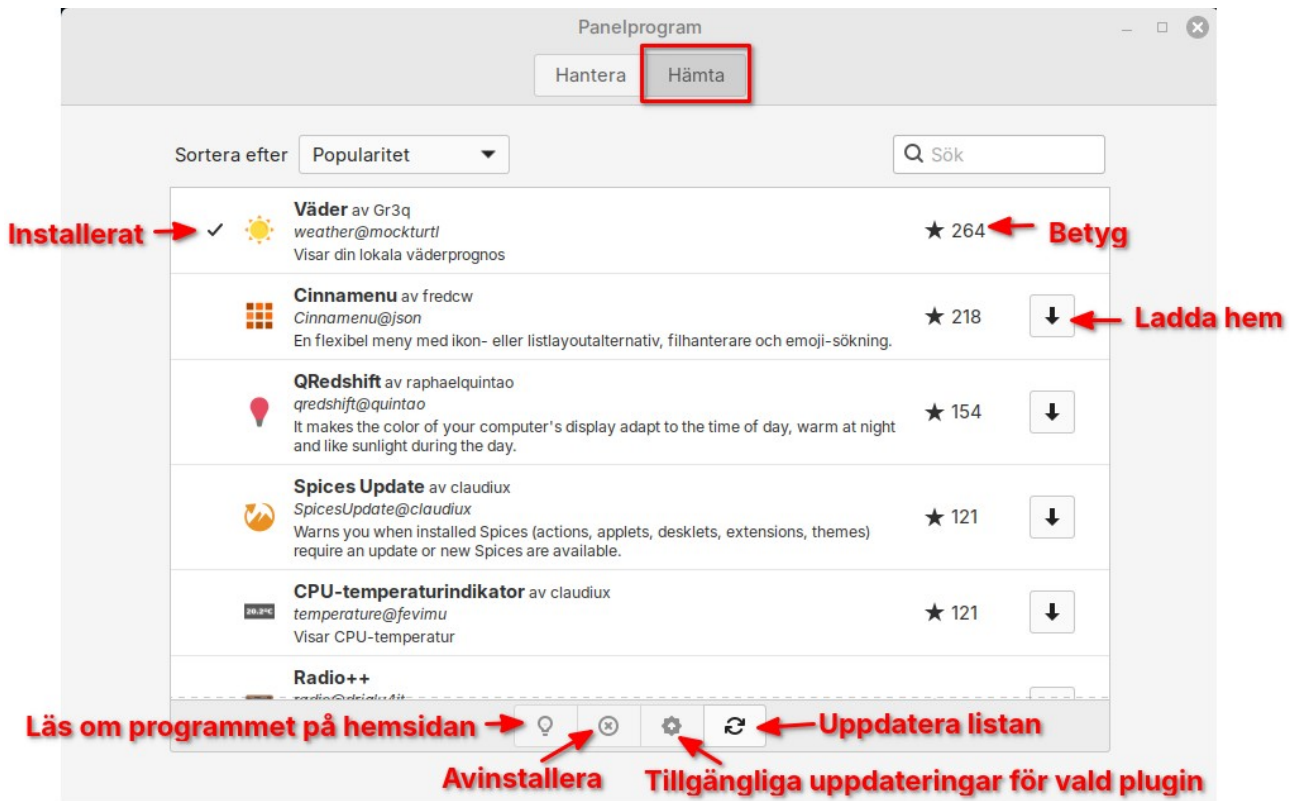 Panelprogram
Hantera
Hämta
Sortera efter
Popularitet
Sök
Installerat
Väder av Gr3q
weather@mockturtl
Visar din lokala väderprognos
264
Betyg
Cinnamenu av fredcw
Cinnamenu@json
En flexibel meny med ikon- eller listlayoutalternativ, filhanterare och emoji-sökning.
218
Ladda hem
QRedshift av raphaelquintao
qredshift@quintao
It makes the color of your computer's display adapt to the time of day, warm at night
and like sunlight during the day.
154
Spices Update av claudiux
SpicesUpdate@claudiux
Warns you when installed Spices (actions, applets, desklets, extensions, themes)
require an update or new Spices are available.
121
20.2°C
CPU-temperaturindikator av claudiux
temperature@fevimu
Visar CPU-temperatur
121
Radio++
Läs om programmet på hemsidan
Uppdatera listan
Avinstallera
Tillgängliga uppdateringar för vald plugin